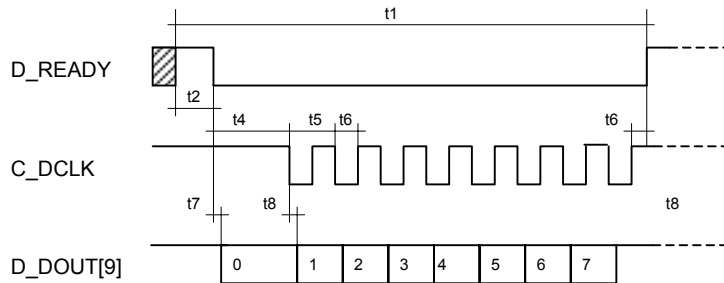 t1
D_READY
t2
t4 t5 t6 t6
C_DCLK
t7 t8 t8
D_DOUT[9] 0 1 2 3 4 5 6 7